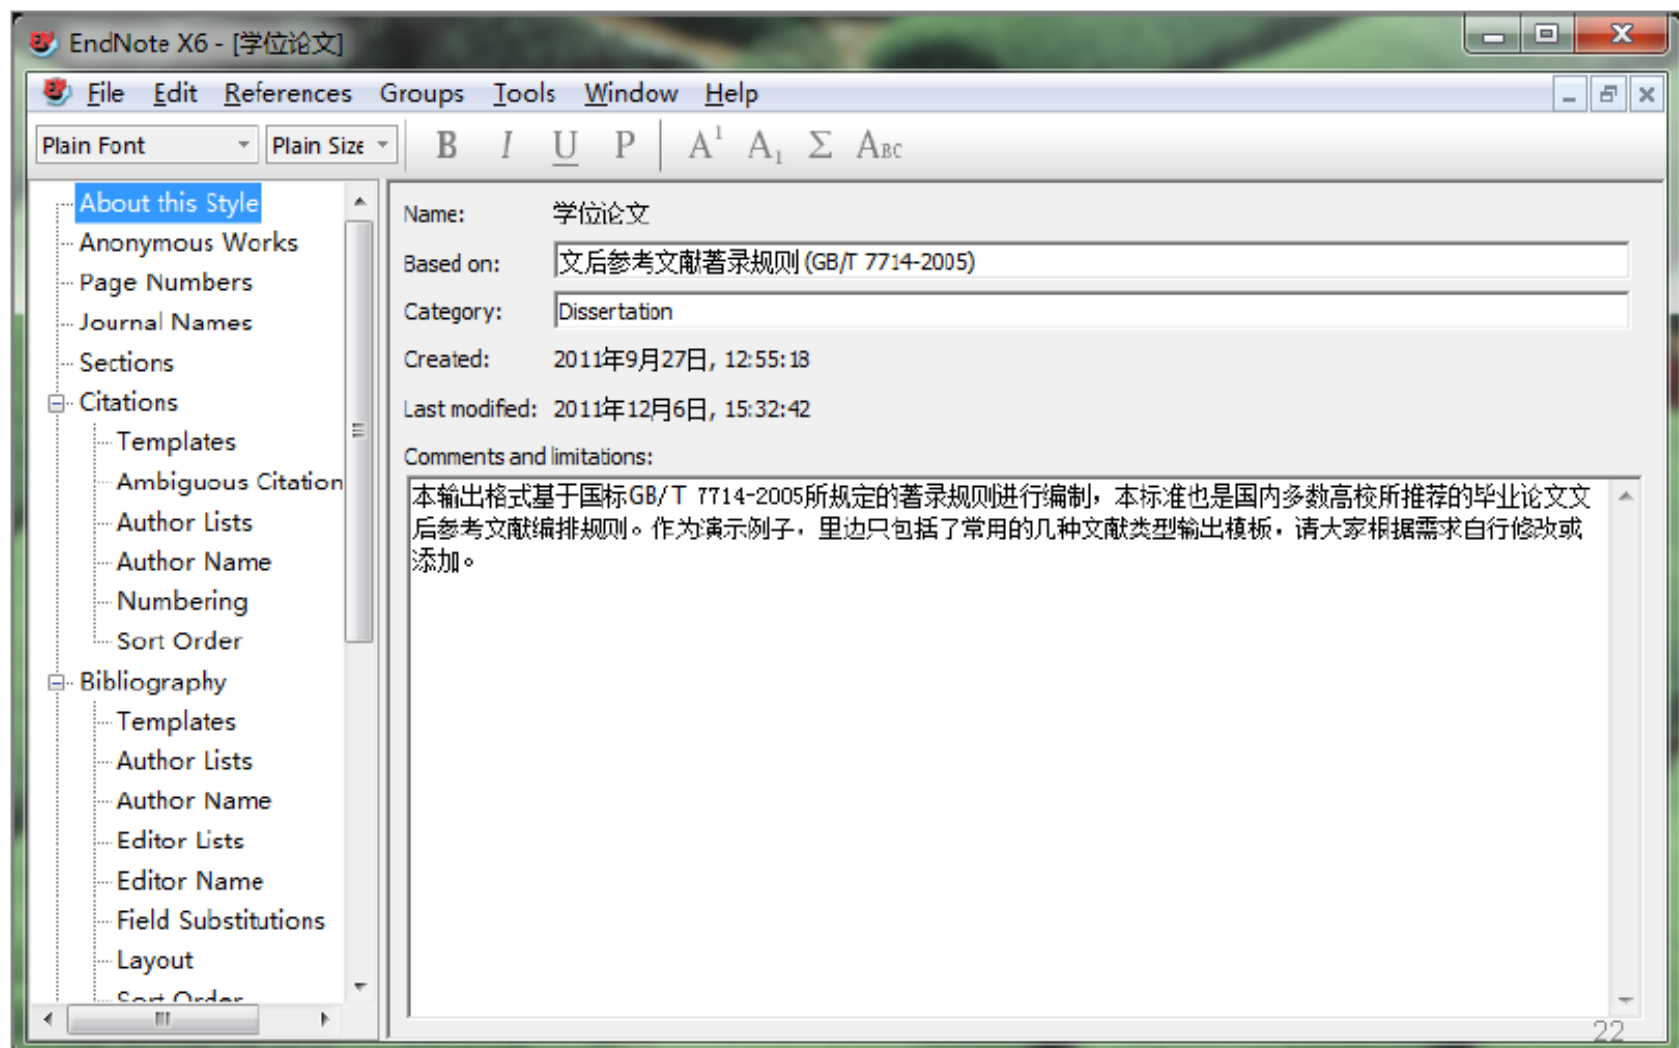 EndNote X6 - [学位论文]
File Edit References Groups Tools Window Help
Plain Font Plain Size B I U P A¹ A₁ Σ ABC
About this Style
Anonymous Works
Page Numbers
Journal Names
Sections
Citations
Templates
Ambiguous Citation
Author Lists
Author Name
Numbering
Sort Order
Bibliography
Templates
Author Lists
Author Name
Editor Lists
Editor Name
Field Substitutions
Layout
Sort Order
Name: 学位论文
Based on: 文后参考文献著录规则 (GB/T 7714-2005)
Category: Dissertation
Created: 2011年9月27日, 12:55:18
Last modified: 2011年12月6日, 15:32:42
Comments and limitations:
本输出格式基于国标GB/T 7714-2005所规定的著录规则进行编制，本标准也是国内多数高校所推荐的毕业论文文
后参考文献编排规则。作为演示例子，里边只包括了常用的几种文献类型输出模板，请大家根据需求自行修改或
添加。
22